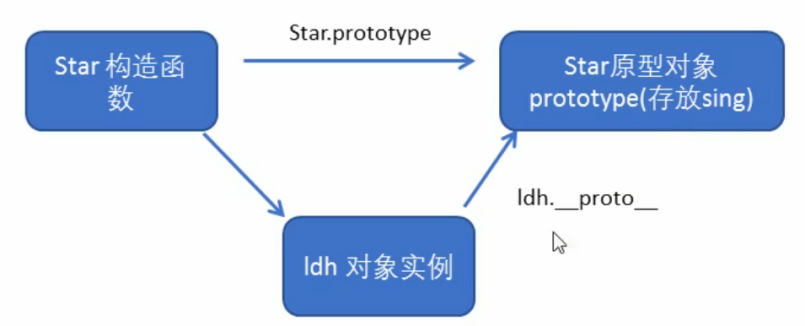 Star.prototype
Star 构造函
数
Star原型对象
prototype(存放sing)
ldh.__proto__
ldh 对象实例